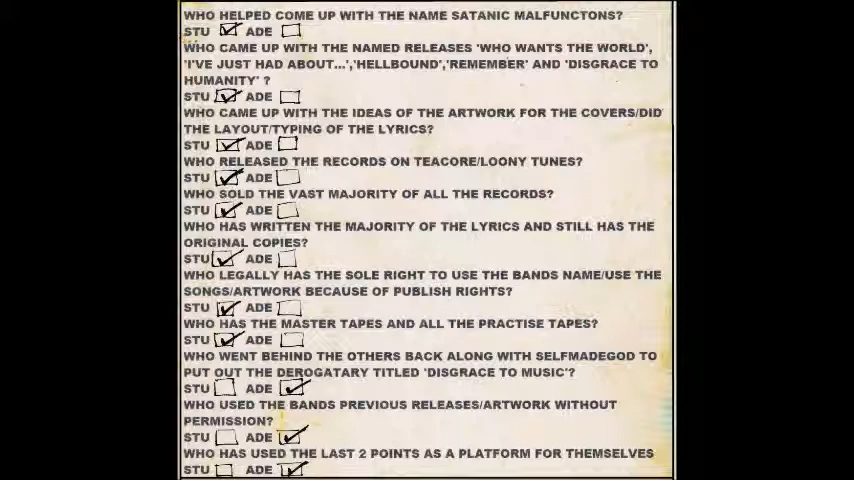 WHO HELPED COME UP WITH THE NAME SATANIC MALFUNCTONS?
STU ADE
WHO CAME UP WITH THE NAMED RELEASES 'WHO WANTS THE WORLD',
'I'VE JUST HAD ABOUT...','HELLBOUND','REMEMBER' AND 'DISGRACE TO
HUMANITY' ?
STU ADE
WHO CAME UP WITH THE IDEAS OF THE ARTWORK FOR THE COVERS/DID
THE LAYOUT/TYPING OF THE LYRICS?
STU ADE
WHO RELEASED THE RECORDS ON TEACORE/LOONY TUNES?
STU ADE
WHO SOLD THE VAST MAJORITY OF ALL THE RECORDS?
STU ADE
WHO HAS WRITTEN THE MAJORITY OF THE LYRICS AND STILL HAS THE
ORIGINAL COPIES?
STU ADE
WHO LEGALLY HAS THE SOLE RIGHT TO USE THE BANDS NAME/USE THE
SONGS/ARTWORK BECAUSE OF PUBLISH RIGHTS?
STU ADE
WHO HAS THE MASTER TAPES AND ALL THE PRACTISE TAPES?
STU ADE
WHO WENT BEHIND THE OTHERS BACK ALONG WITH SELFMADEGOD TO
PUT OUT THE DEROGATARY TITLED 'DISGRACE TO MUSIC'?
STU ADE
WHO USED THE BANDS PREVIOUS RELEASES/ARTWORK WITHOUT
PERMISSION?
STU ADE
WHO HAS USED THE LAST 2 POINTS AS A PLATFORM FOR THEMSELVES
STU ADE